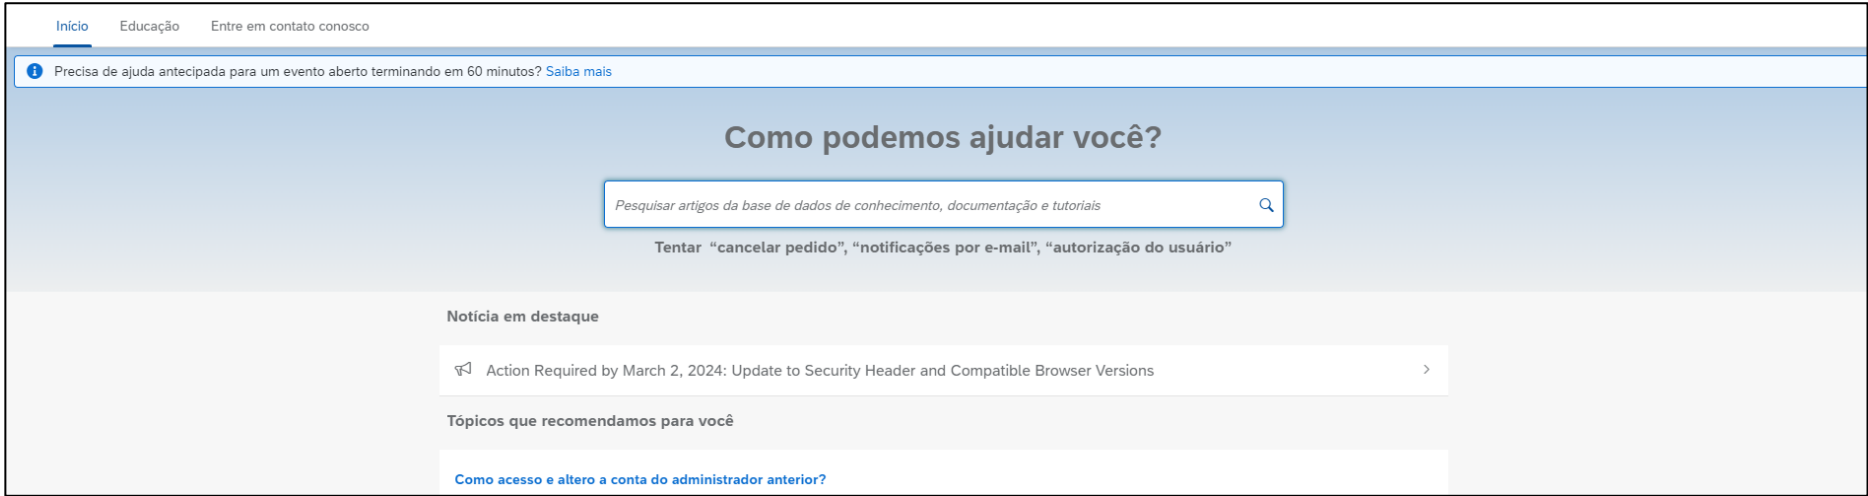 Início Educação Entre em contato conosco
Precisa de ajuda antecipada para um evento aberto terminando em 60 minutos? Saiba mais
Como podemos ajudar você?
Pesquisar artigos da base de dados de conhecimento, documentação e tutoriais
Tentar “cancelar pedido”, “notificações por e-mail”, “autorização do usuário”
Notícia em destaque
Action Required by March 2, 2024: Update to Security Header and Compatible Browser Versions
Tópicos que recomendamos para você
Como acesso e altero a conta do administrador anterior?